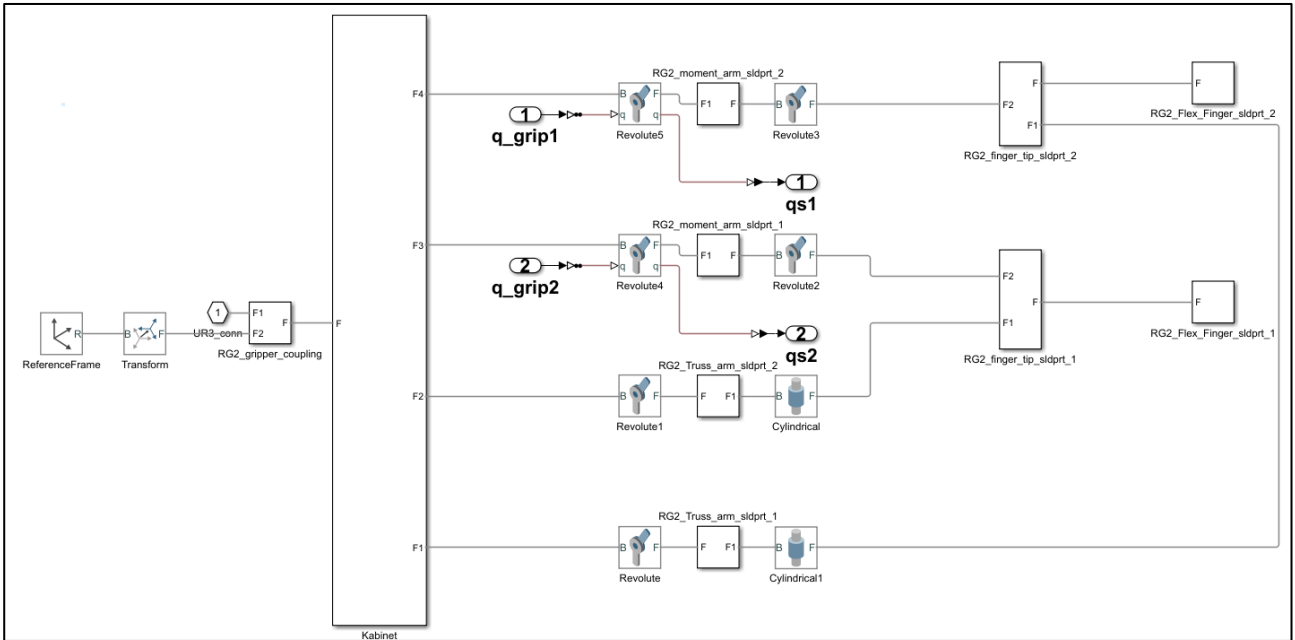 RG2_moment_arm_sldprt_2
F4
B
F
q
q
F1
F
B
F
Revolute5
Revolute3
1
q_grip1
F2
F
F1
RG2_finger_tip_sldprt_2
F
RG2_Flex_Finger_sldprt_2
1
qs1
RG2_moment_arm_sldprt_1
F3
B
F
q
q
F1
F
B
F
Revolute4
Revolute2
2
q_grip2
F2
F
F1
RG2_finger_tip_sldprt_1
F
RG2_Flex_Finger_sldprt_1
2
qs2
R
ReferenceFrame
B
F
Transform
1
UR3_conn
F1
F2
F
RG2_gripper_coupling
F
RG2_Truss_arm_sldprt_2
F2
B
F
F
F1
B
F
Revolute1
Cylindrical
RG2_Truss_arm_sldprt_1
F1
B
F
F
F1
B
F
Revolute
Cylindrical1
Kabinet